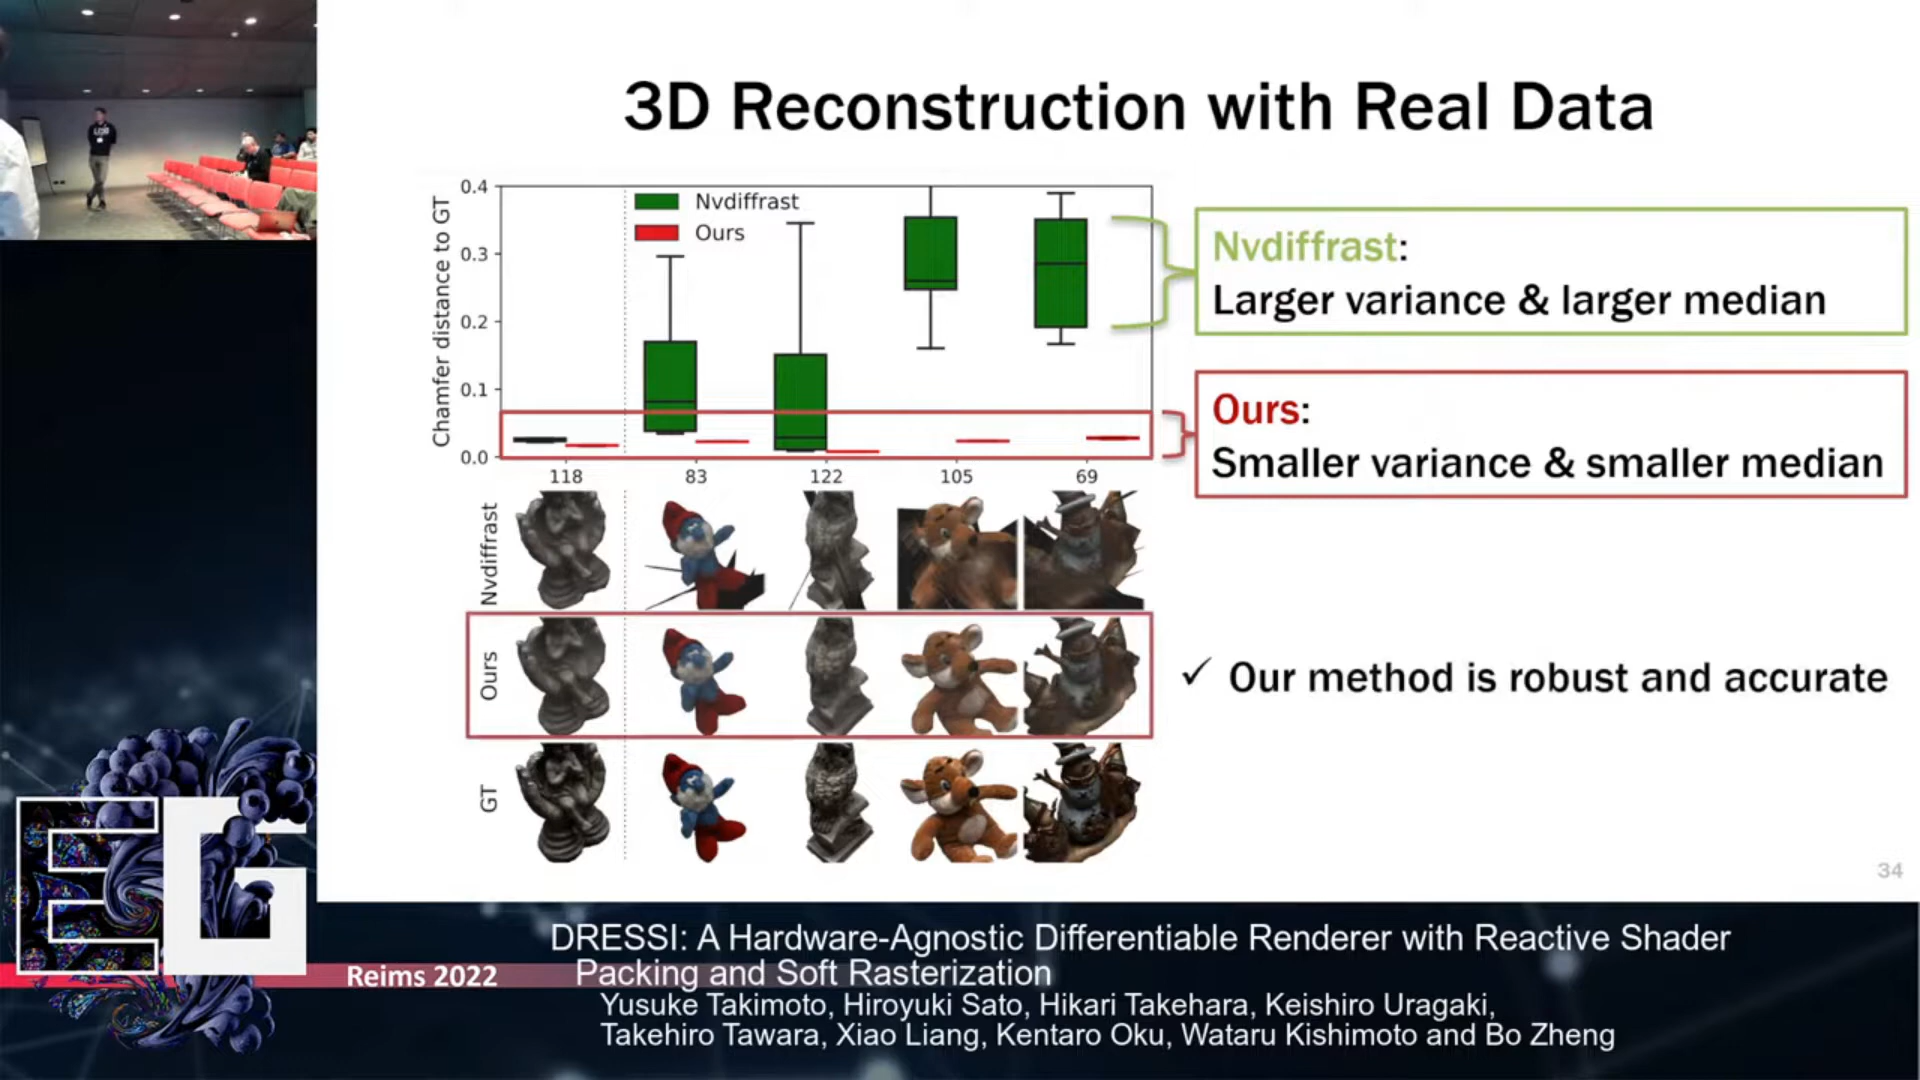 3D Reconstruction with Real Data
Chamfer distance to GT
0.4
0.3
0.2
0.1
0.0
Nvdiffrast
Ours
118 83 122 105 69
Nvdiffrast:
Larger variance & larger median
Ours:
Smaller variance & smaller median
Nvdiffrast
Ours
GT
✓ Our method is robust and accurate
34
EG
Reims 2022
DRESSI: A Hardware-Agnostic Differentiable Renderer with Reactive Shader
Packing and Soft Rasterization
Yusuke Takimoto, Hiroyuki Sato, Hikari Takehara, Keishiro Uragaki,
Takehiro Tawara, Xiao Liang, Kentaro Oku, Wataru Kishimoto and Bo Zheng